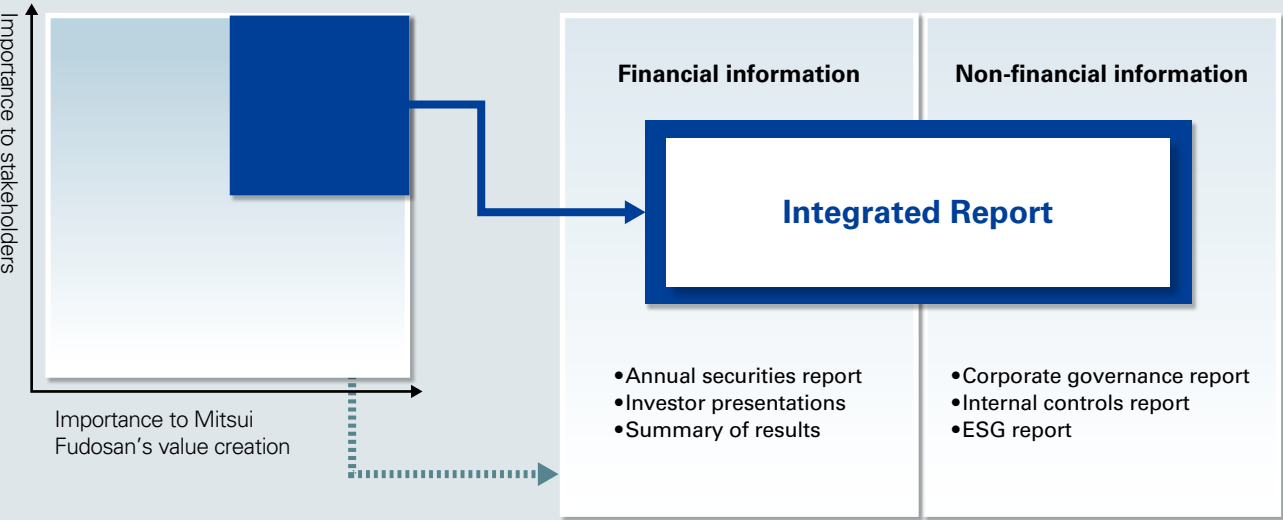 Importance to stakeholders
Importance to Mitsui
Fudosan's value creation
Financial information
Non-financial information
Integrated Report
•Annual securities report
•Investor presentations
•Summary of results
•Corporate governance report
•Internal controls report
•ESG report